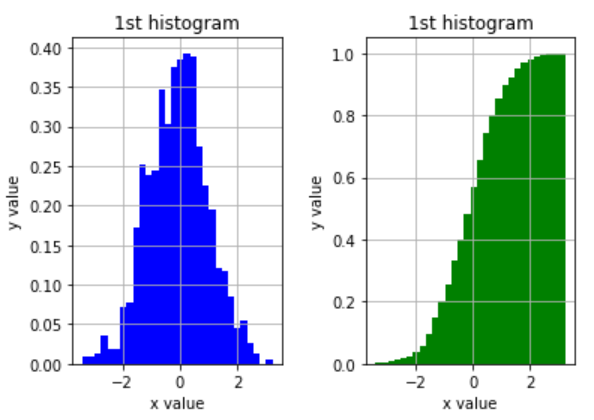 1st histogram
0.40
0.35
0.30
0.25
0.20
0.15
0.10
0.05
0.00
y value
−2 0 2
x value
1st histogram
1.0
0.8
0.6
0.4
0.2
0.0
y value
−2 0 2
x value